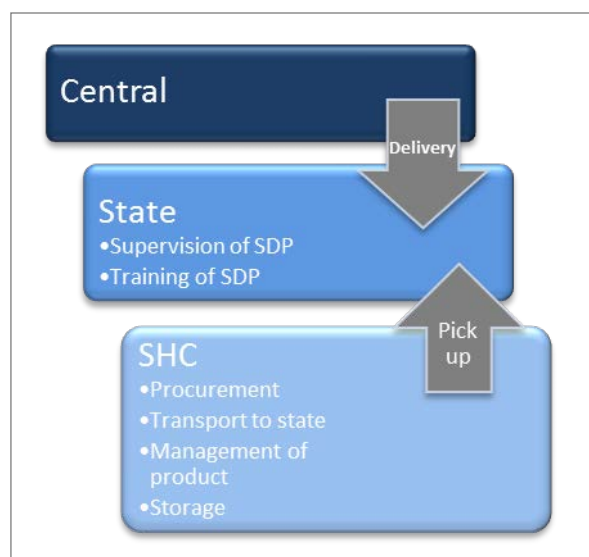 Central
Delivery
State
•Supervision of SDP
•Training of SDP
Pick
up
SHC
•Procurement
•Transport to state
•Management of
product
•Storage